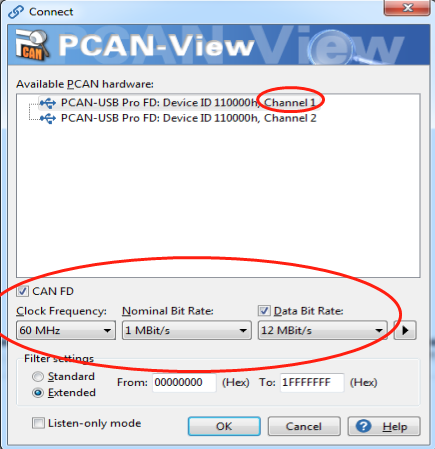 Connect
CAN
PCAN-View
Available PCAN hardware:
PCAN-USB Pro FD: Device ID 110000h, Channel 1
PCAN-USB Pro FD: Device ID 110000h, Channel 2
CAN FD
Clock Frequency: Nominal Bit Rate: Data Bit Rate:
60 MHz 1 MBit/s 12 MBit/s
Filter settings
Standard
Extended
From: 00000000 (Hex) To: 1FFFFFFF (Hex)
Listen-only mode OK Cancel Help